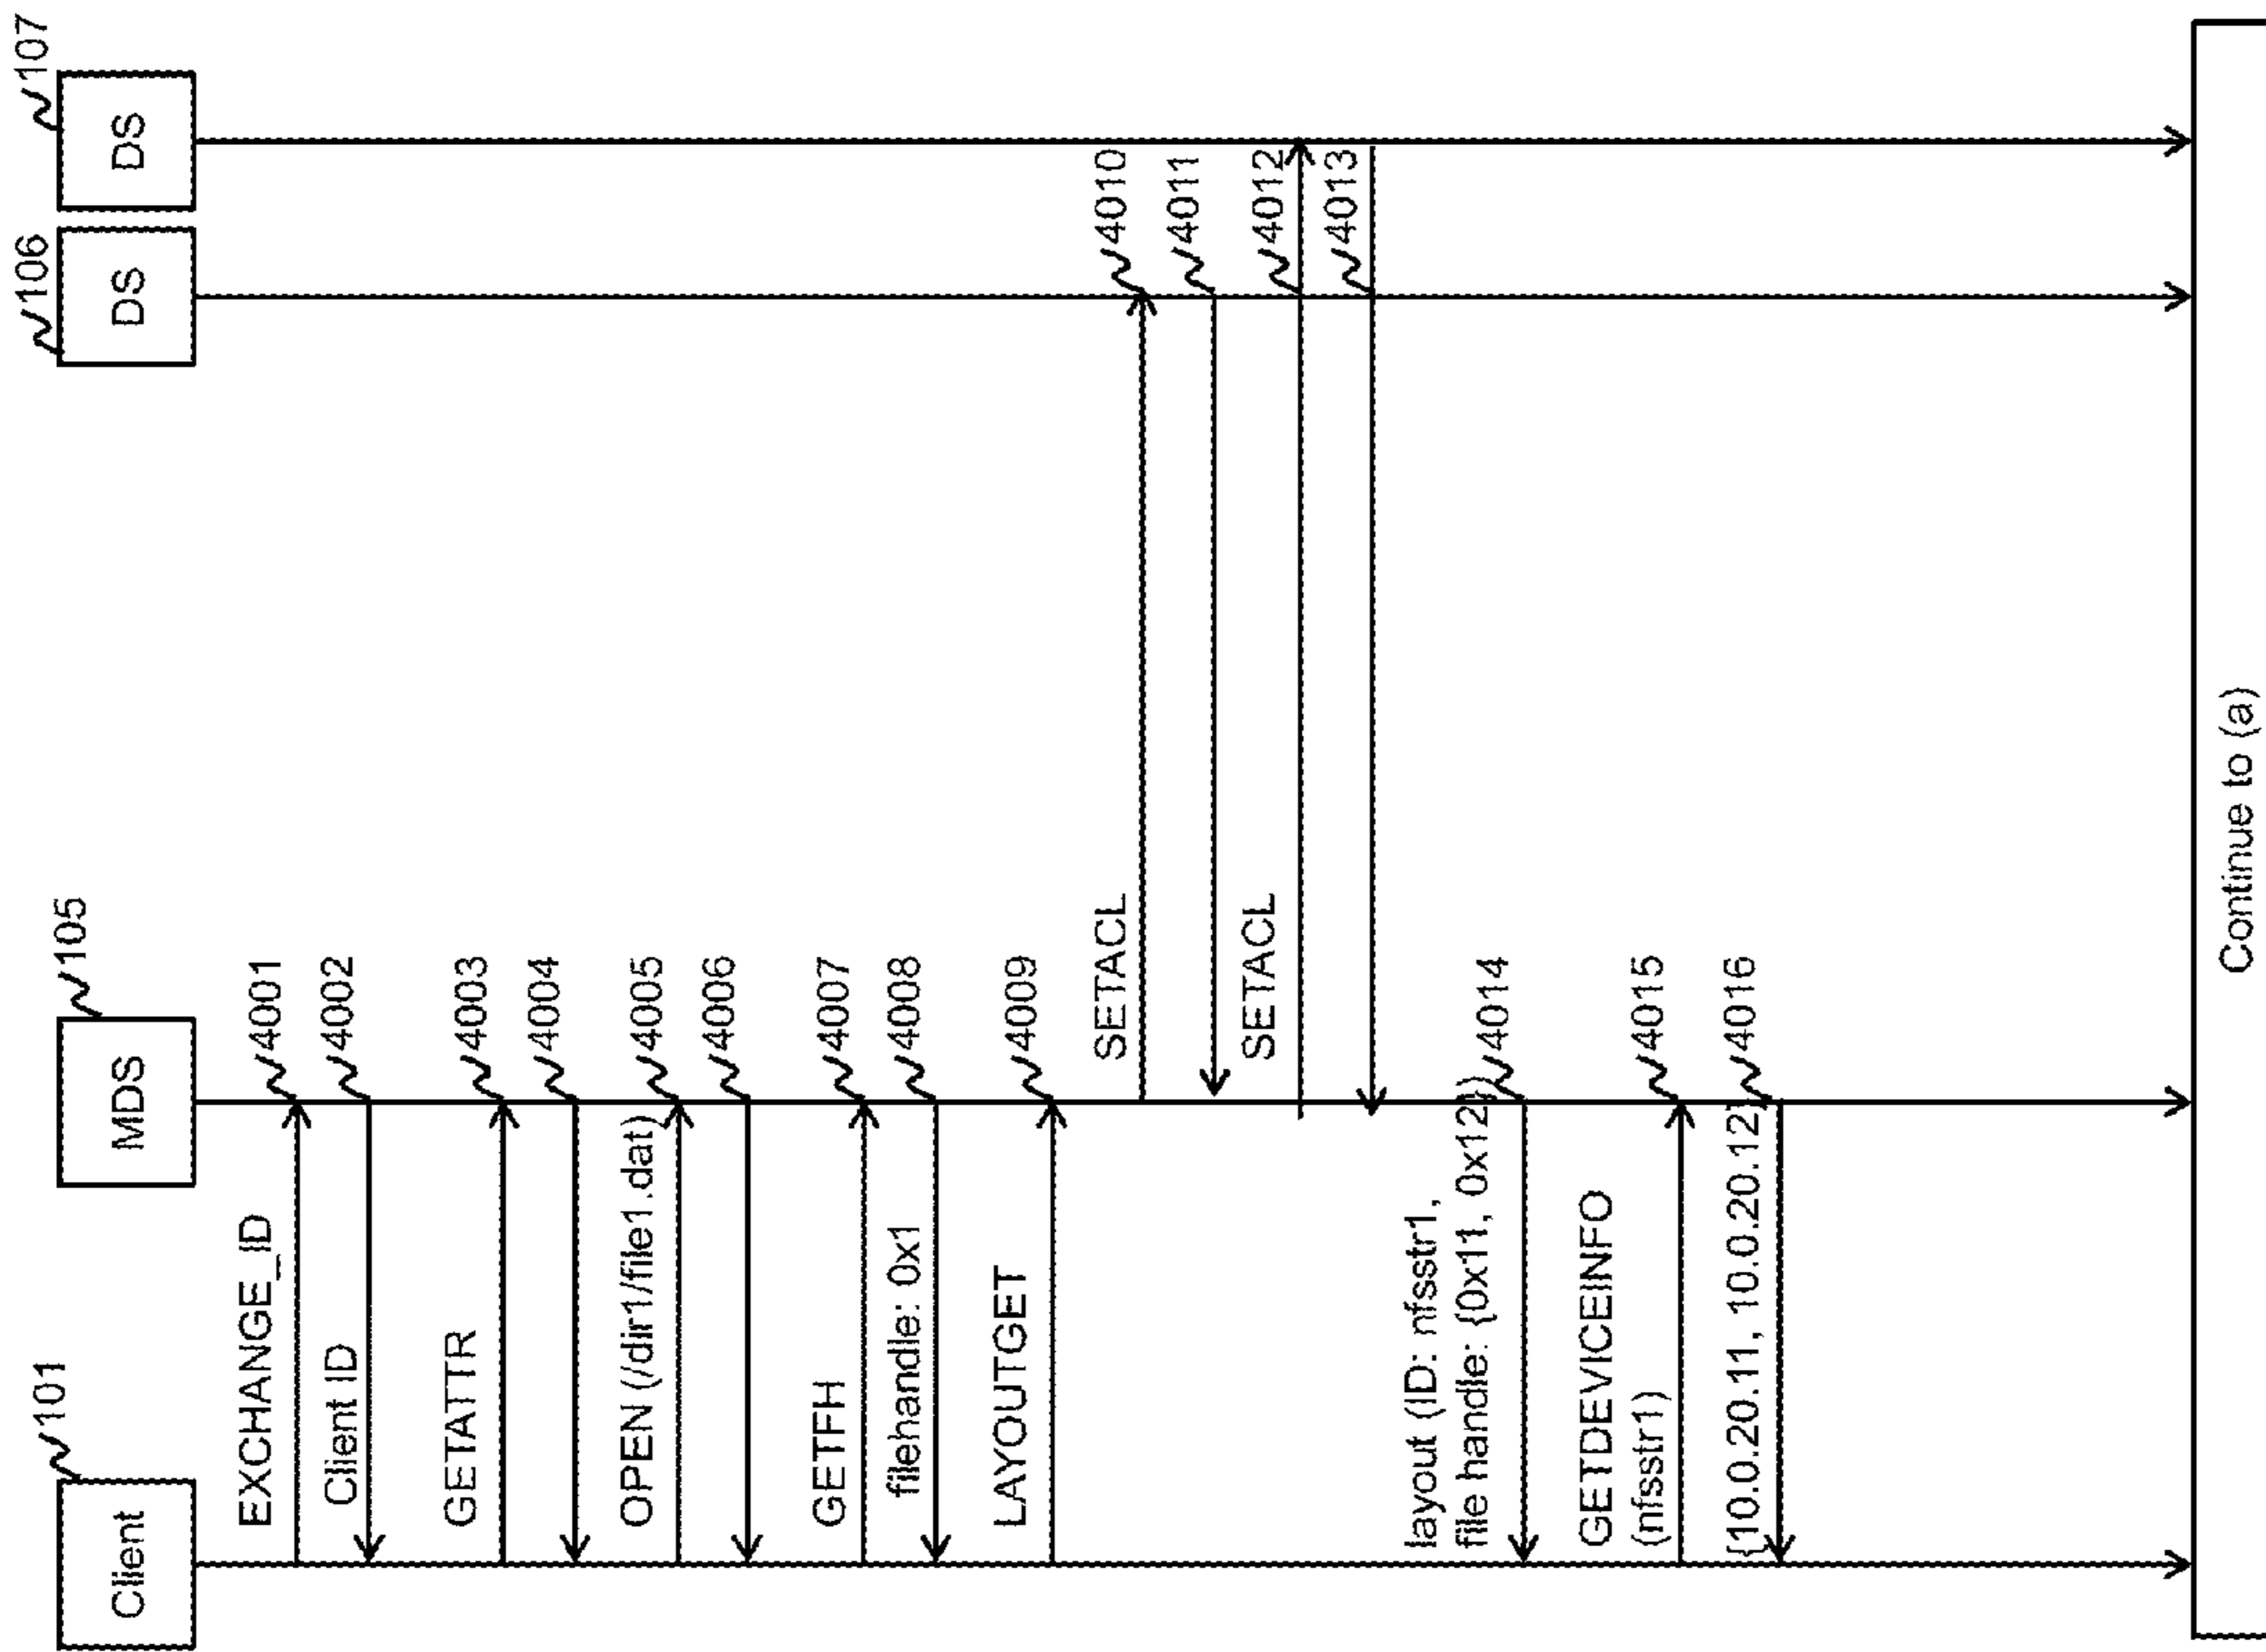 Client
101
MDS
105
DS
106
DS
107
EXCHANGE_ID
4001
Client ID
4002
GETATTR
4003
4004
OPEN (/dir1/file1.dat)
4005
4006
GETFH
4007
filehandle: 0x1
4008
LAYOUTGET
4009
SETACL
4010
4011
SETACL
4012
4013
layout (ID: nfsstr1,
file handle: {0x11, 0x12})
4014
GETDEVICEINFO
(nfsstr1)
4015
{10.0.20.11, 10.0.20.12}
4016
Continue to (a)